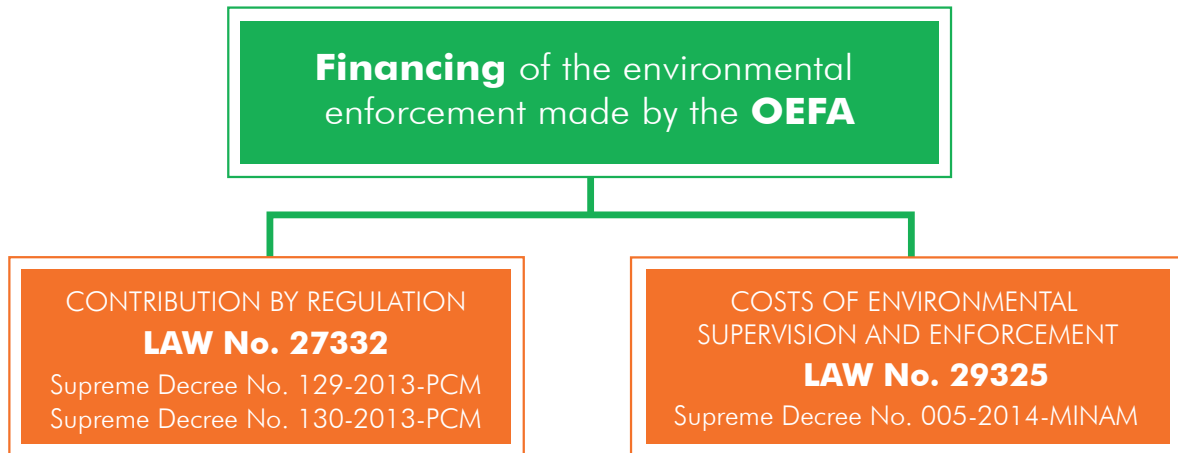 Financing of the environmental
enforcement made by the OEFA
CONTRIBUTION BY REGULATION
LAW No. 27332
Supreme Decree No. 129-2013-PCM
Supreme Decree No. 130-2013-PCM
COSTS OF ENVIRONMENTAL
SUPERVISION AND ENFORCEMENT
LAW No. 29325
Supreme Decree No. 005-2014-MINAM